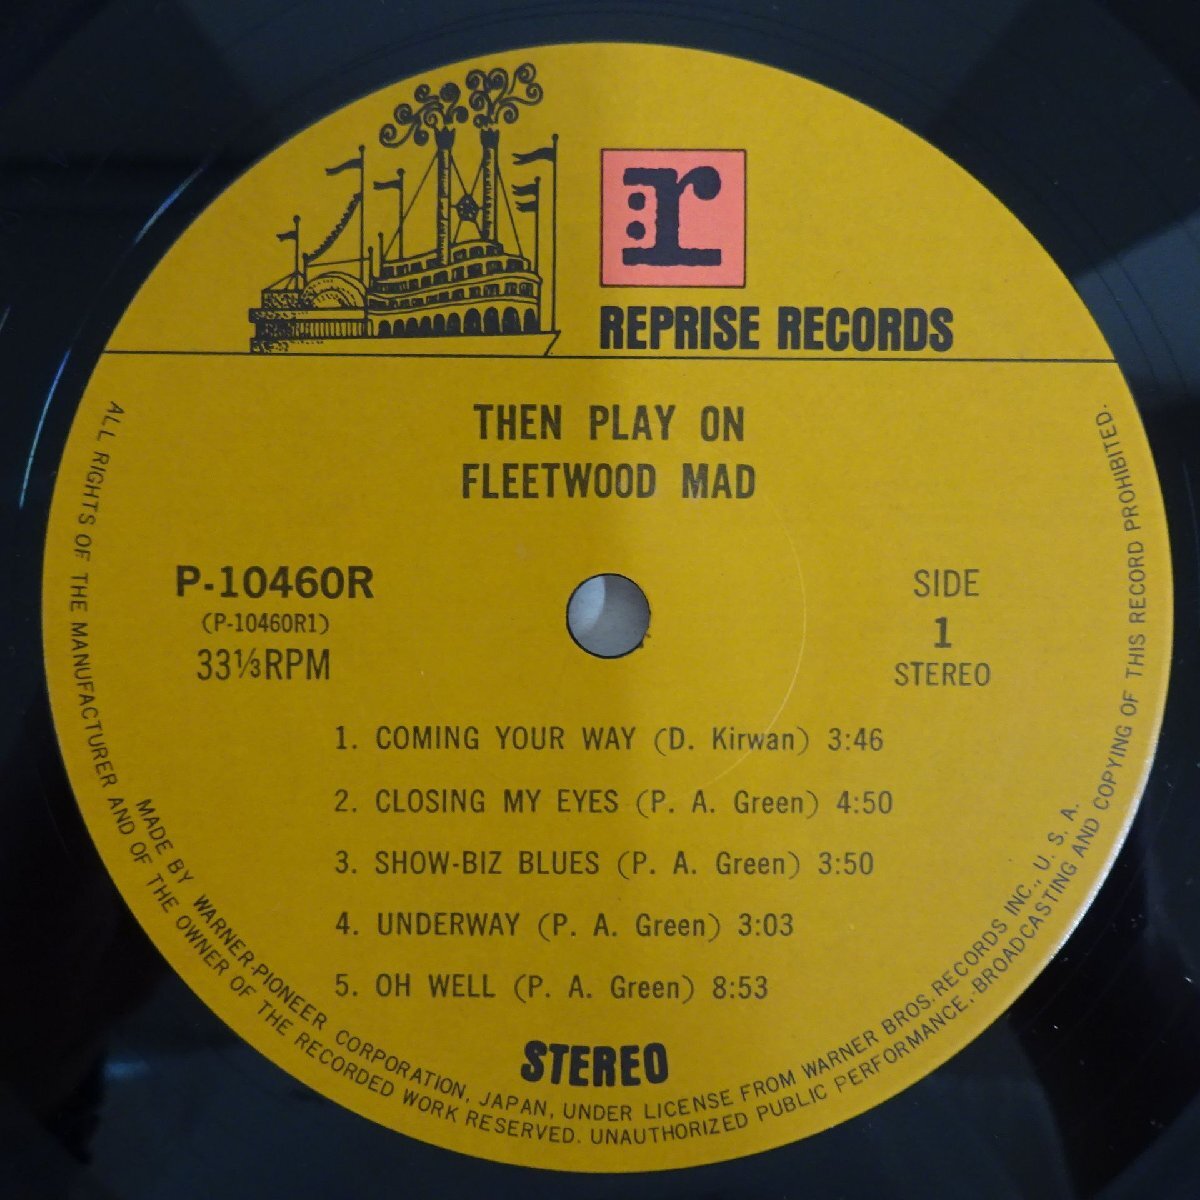 r
REPRISE RECORDS
THEN PLAY ON
FLEETWOOD MAD
P-10460R
(P-10460R1)
33⅓RPM
SIDE
1
STEREO
1. COMING YOUR WAY (D. Kirwan) 3:46
2. CLOSING MY EYES (P. A. Green) 4:50
3. SHOW-BIZ BLUES (P. A. Green) 3:50
4. UNDERWAY (P. A. Green) 3:03
5. OH WELL (P. A. Green) 8:53
STEREO
MADE BY WARNER-PIONEER CORPORATION, JAPAN, UNDER LICENSE FROM WARNER BROS. RECORDS INC., U. S. A.
ALL RIGHTS OF THE MANUFACTURER AND OF THE OWNER OF THE RECORDED WORK RESERVED. UNAUTHORIZED PUBLIC PERFORMANCE, BROADCASTING AND COPYING OF THIS RECORD PROHIBITED.